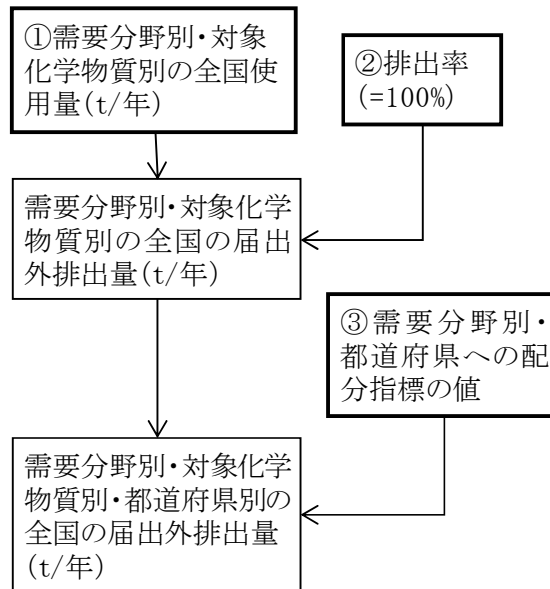 ①需要分野別・対象
化学物質別の全国使
用量(t/年)
②排出率
(=100%)
需要分野別・対象化学
物質別の全国の届出
外排出量(t/年)
③需要分野別・
都道府県への配
分指標の値
需要分野別・対象化学
物質別・都道府県別の
全国の届出外排出量
(t/年)